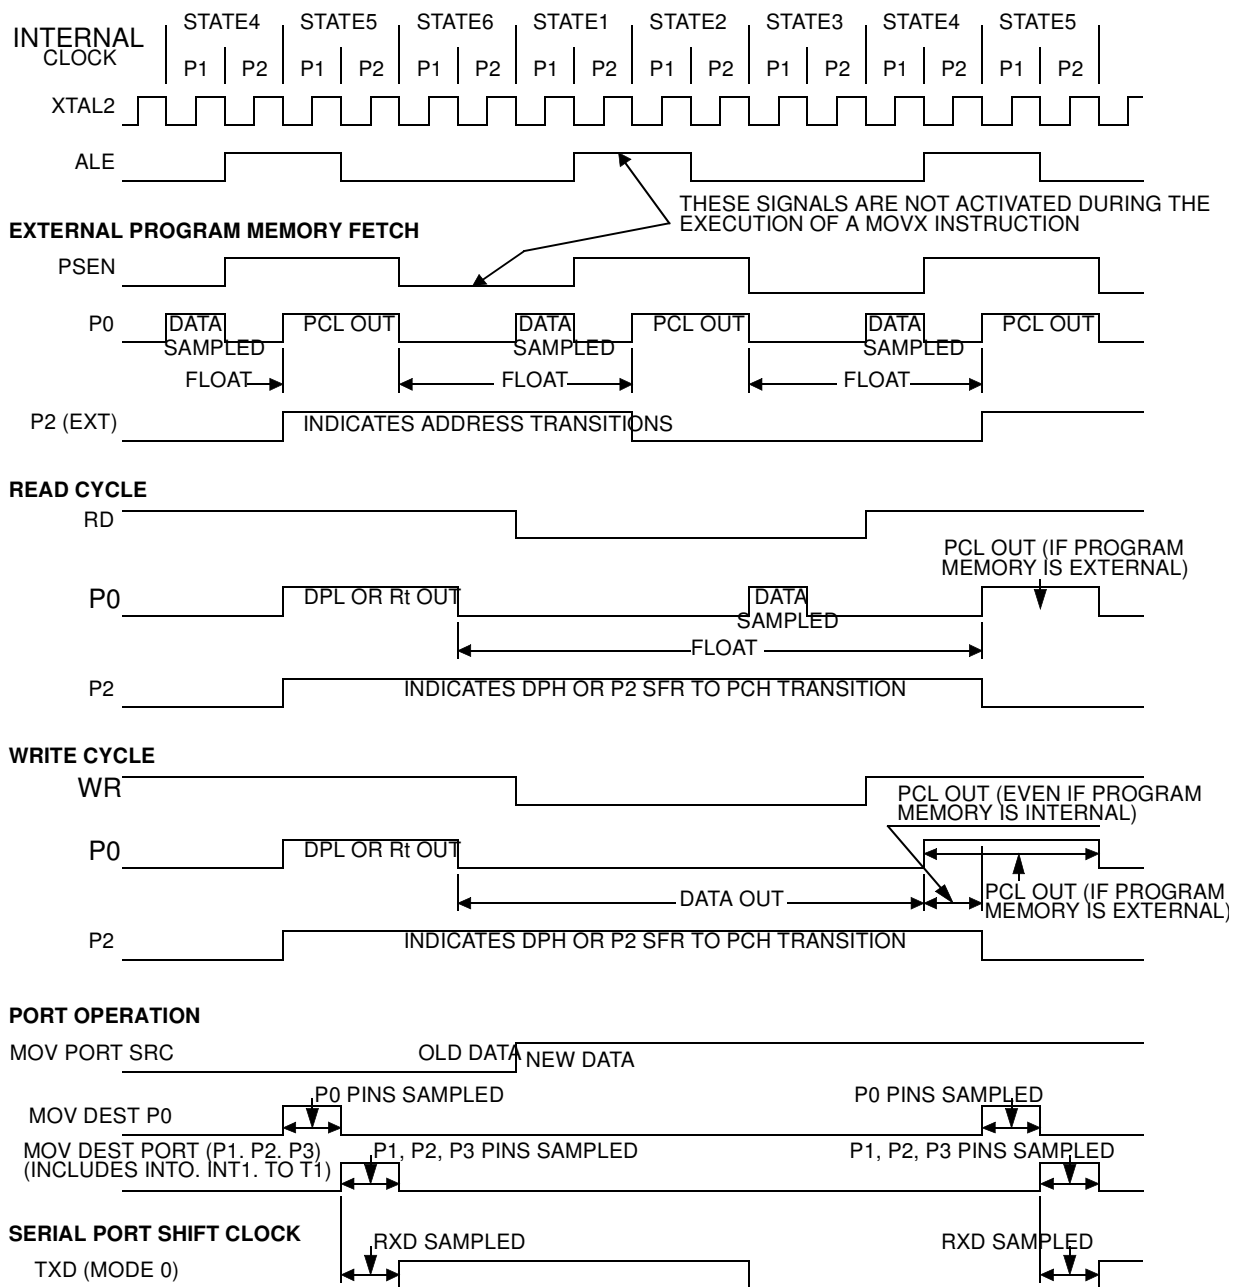 STATE4 STATE5 STATE6 STATE1 STATE2 STATE3 STATE4 STATE5
INTERNAL
CLOCK
P1 P2 P1 P2 P1 P2 P1 P2 P1 P2 P1 P2 P1 P2 P1 P2
XTAL2
ALE
THESE SIGNALS ARE NOT ACTIVATED DURING THE
EXECUTION OF A MOVX INSTRUCTION
EXTERNAL PROGRAM MEMORY FETCH
PSEN
P0 DATA PCL OUT DATA PCL OUT DATA PCL OUT
SAMPLED SAMPLED SAMPLED
FLOAT FLOAT FLOAT
P2 (EXT) INDICATES ADDRESS TRANSITIONS
READ CYCLE
RD
PCL OUT (IF PROGRAM
MEMORY IS EXTERNAL)
P0 DPL OR Rt OUT DATA
SAMPLED
FLOAT
P2 INDICATES DPH OR P2 SFR TO PCH TRANSITION
WRITE CYCLE
WR
PCL OUT (EVEN IF PROGRAM
MEMORY IS INTERNAL)
P0 DPL OR Rt OUT
DATA OUT
PCL OUT (IF PROGRAM
MEMORY IS EXTERNAL)
P2 INDICATES DPH OR P2 SFR TO PCH TRANSITION
PORT OPERATION
MOV PORT SRC OLD DATA NEW DATA
P0 PINS SAMPLED P0 PINS SAMPLED
MOV DEST P0
MOV DEST PORT (P1. P2. P3) P1, P2, P3 PINS SAMPLED P1, P2, P3 PINS SAMPLED
(INCLUDES INTO. INT1. TO T1)
SERIAL PORT SHIFT CLOCK
RXD SAMPLED RXD SAMPLED
TXD (MODE 0)